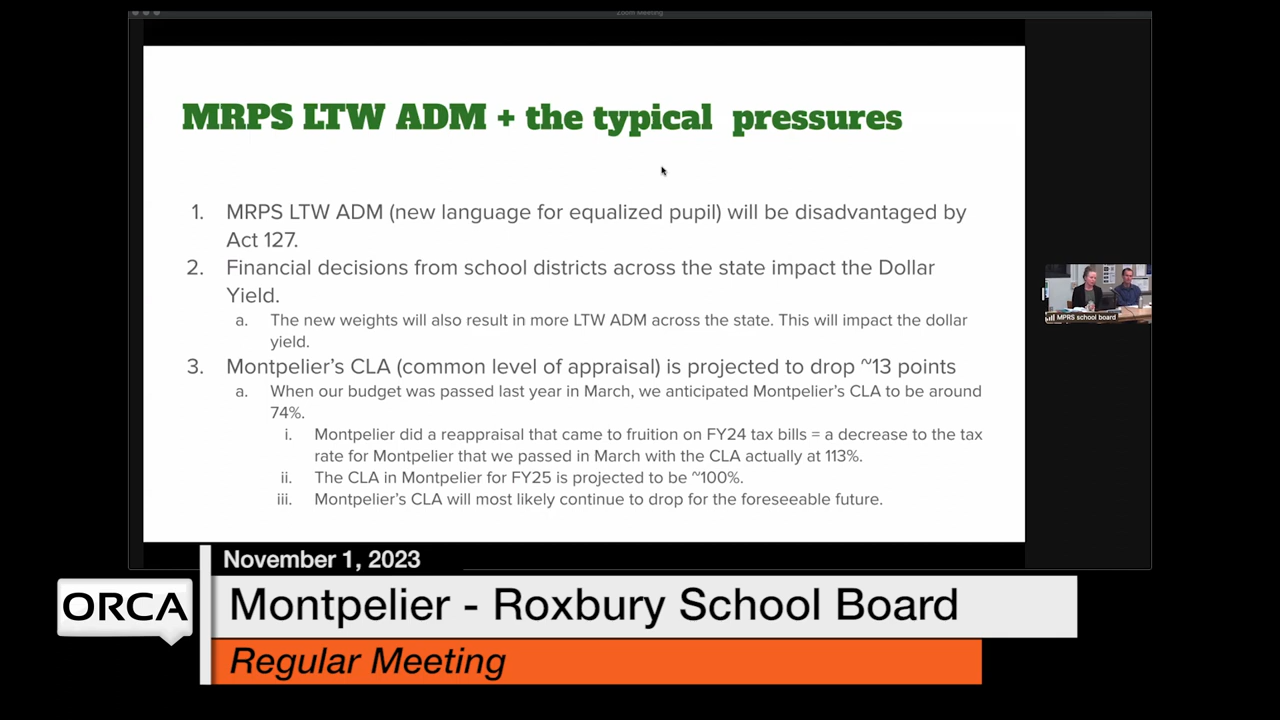 Zoom Meeting
MRPS LTW ADM + the typical pressures
1. MRPS LTW ADM (new language for equalized pupil) will be disadvantaged by
Act 127.
2. Financial decisions from school districts across the state impact the Dollar
Yield.
a. The new weights will also result in more LTW ADM across the state. This will impact the dollar
yield.
3. Montpelier's CLA (common level of appraisal) is projected to drop ~13 points
a. When our budget was passed last year in March, we anticipated Montpelier's CLA to be around
74%.
i. Montpelier did a reappraisal that came to fruition on FY24 tax bills = a decrease to the tax
rate for Montpelier that we passed in March with the CLA actually at 113%.
ii. The CLA in Montpelier for FY25 is projected to be ~100%.
iii. Montpelier's CLA will most likely continue to drop for the foreseeable future.
MPRS school board
November 1, 2023
ORCA
Montpelier - Roxbury School Board
Regular Meeting